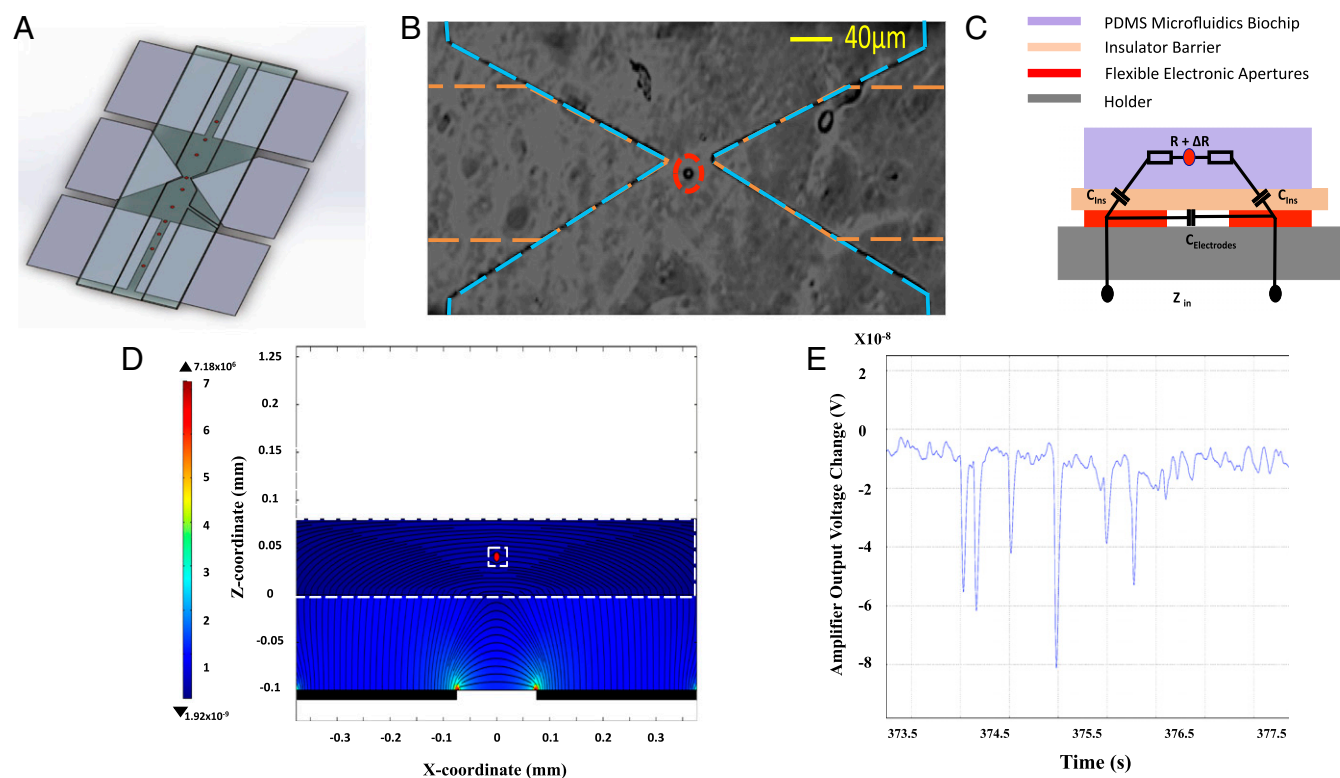 A
B
40μm
C
PDMS Microfluidics Biochip
Insulator Barrier
Flexible Electronic Apertures
Holder
R + ΔR
C_Ins
C_Ins
C_Electrodes
Z in
D
7.18x10⁶
7
6
5
4
3
2
1
1.92x10⁻⁹
Z-coordinate (mm)
1.25
0.2
0.15
0.1
0.05
0
-0.05
-0.1
-0.3
-0.2
-0.1
0
0.1
0.2
0.3
X-coordinate (mm)
E
X10⁻⁸
Amplifier Output Voltage Change (V)
2
0
-2
-4
-6
-8
373.5
374.5
375.5
376.5
377.5
Time (s)